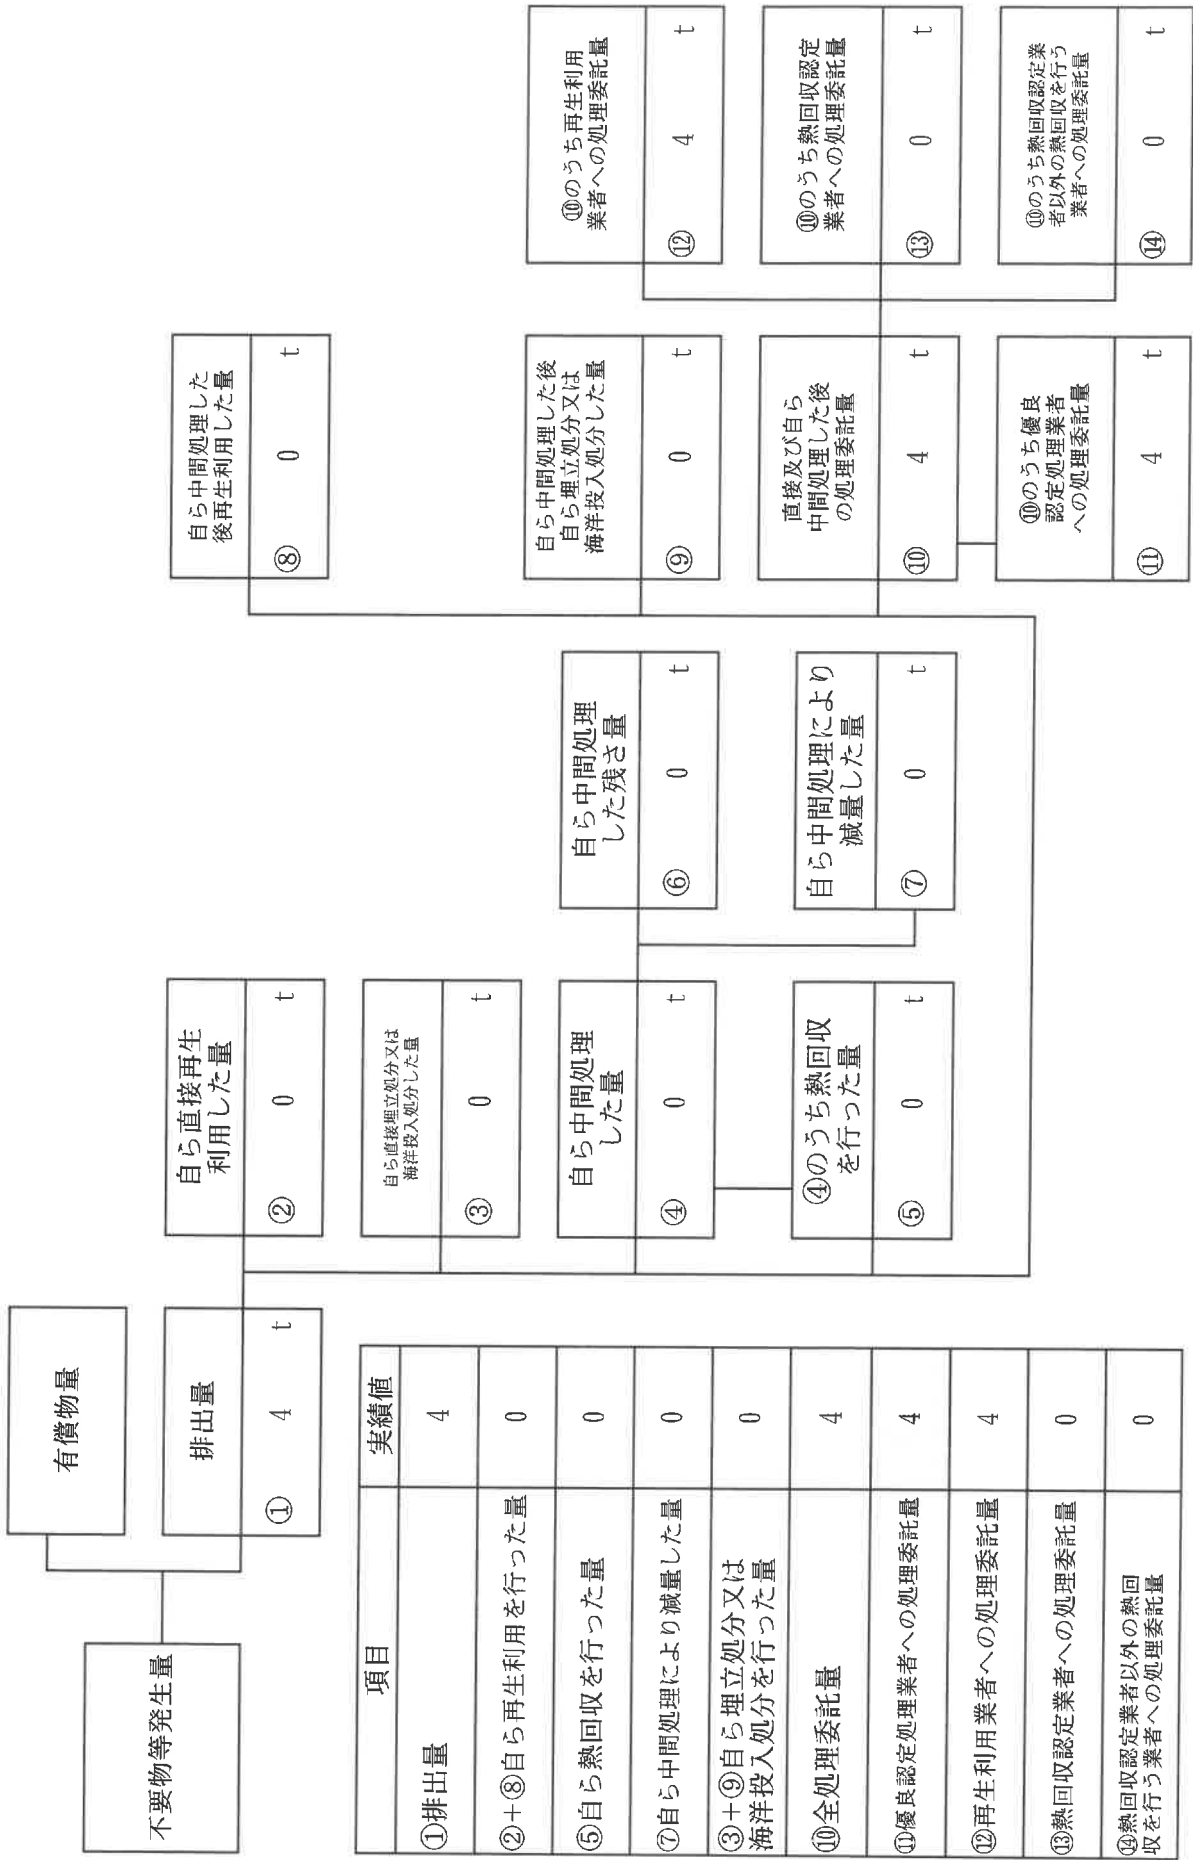 不要物等発生量
有償物量
排出量
① 4 t
自ら直接再生
利用した量
② 0 t
自ら直接埋立処分又は
海洋投入処分した量
③ 0 t
自ら中間処理
した量
④ 0 t
④のうち熱回収
を行った量
⑤ 0 t
自ら中間処理
した残さ量
⑥ 0 t
自ら中間処理により
減量した量
⑦ 0 t
自ら中間処理した
後再生利用した量
⑧ 0 t
自ら中間処理した後
自ら埋立処分又は
海洋投入処分した量
⑨ 0 t
直接及び自ら
中間処理した後
の処理委託量
⑩ 4 t
⑩のうち優良
認定処理業者
への処理委託量
⑪ 4 t
⑩のうち再生利用
業者への処理委託量
⑫ 4 t
⑩のうち熱回収認定
業者への処理委託量
⑬ 0 t
⑩のうち熱回収認定業
者以外の熱回収を行う
業者への処理委託量
⑭ 0 t
項目 実績値
①排出量 4
②+⑧自ら再生利用を行った量 0
⑤自ら熱回収を行った量 0
⑦自ら中間処理により減量した量 0
③+⑨自ら埋立処分又は
海洋投入処分を行った量 0
⑩全処理委託量 4
⑪優良認定処理業者への処理委託量 4
⑫再生利用業者への処理委託量 4
⑬熱回収認定業者への処理委託量 0
⑭熱回収認定業者以外の熱回
収を行う業者への処理委託量 0